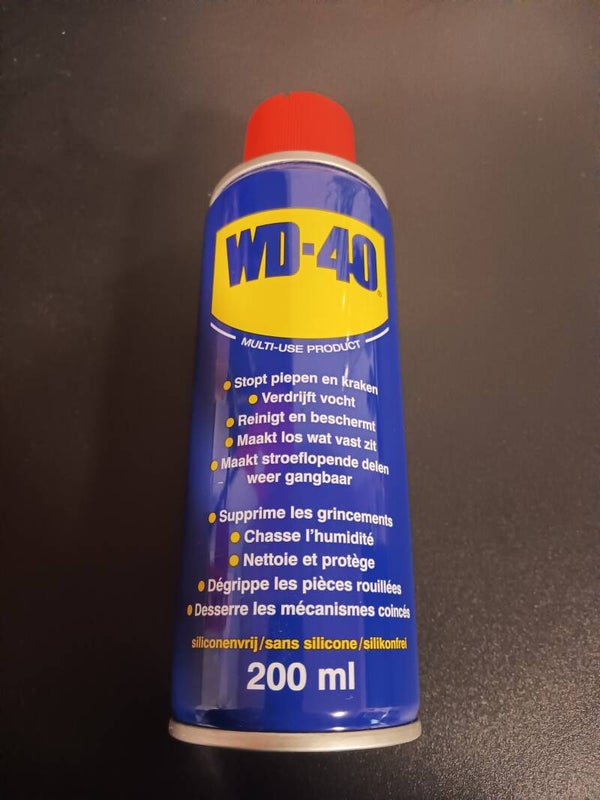 WD-40®
MULTI-USE PRODUCT
Stopt piepen en kraken
Verdrijft vocht
Reinigt en beschermt
Maakt los wat vast zit
Maakt stroeflopende delen
weer gangbaar
Supprime les grincements
Chasse l'humidité
Nettoie et protège
Dégrippe les pièces rouillées
Desserre les mécanismes coincés
siliconenvrij/sans silicone/silikonfrei
200 ml